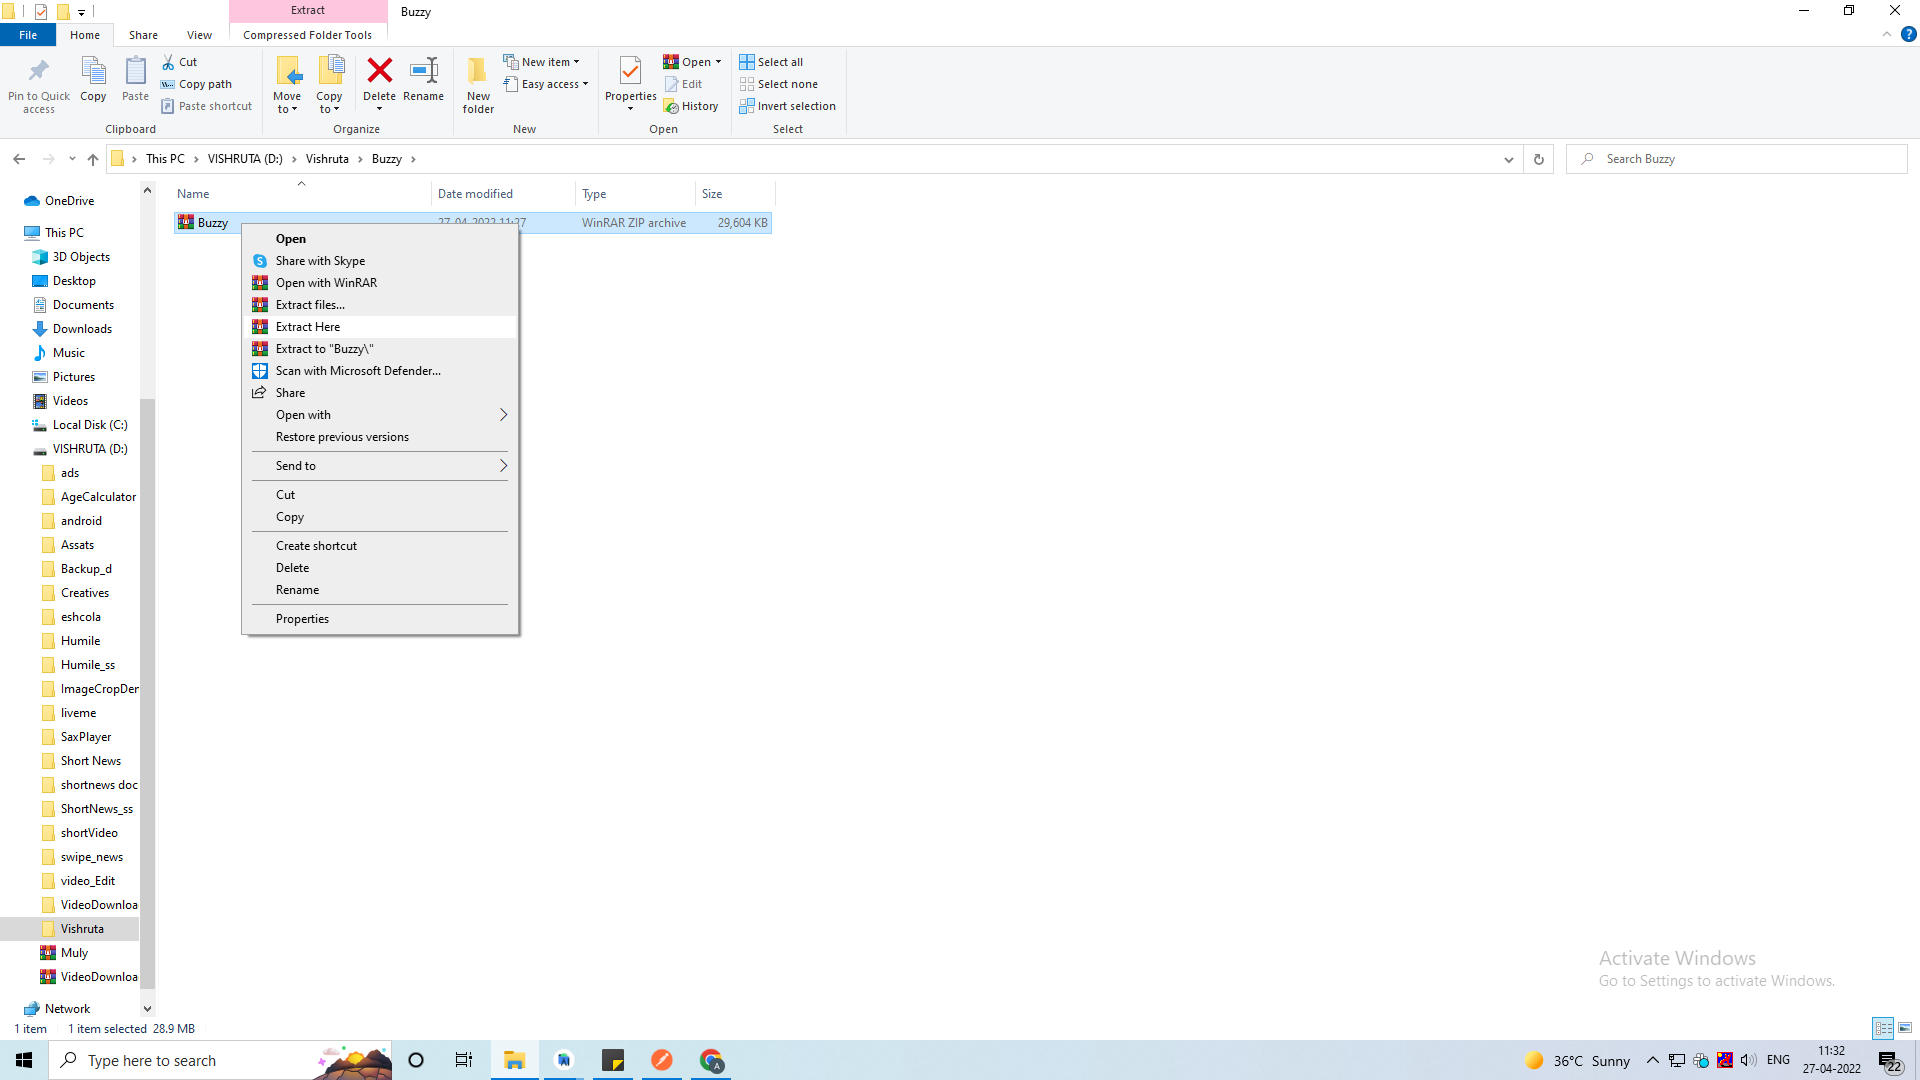 Extract
Buzzy
File
Home
Share
View
Compressed Folder Tools
Pin to Quick access
Copy
Paste
Cut
Copy path
Paste shortcut
Clipboard
Move to
Copy to
Delete
Rename
Organize
New folder
New item
Easy access
New
Properties
Open
Edit
History
Open
Select all
Select none
Invert selection
Select
This PC
VISHRUTA (D:)
Vishruta
Buzzy
Search Buzzy
Name
Date modified
Type
Size
Buzzy
27-04-2022 11:27
WinRAR ZIP archive
29,604 KB
OneDrive
This PC
3D Objects
Desktop
Documents
Downloads
Music
Pictures
Videos
Local Disk (C:)
VISHRUTA (D:)
ads
AgeCalculator
android
Assats
Backup_d
Creatives
eshcola
Humile
Humile_ss
ImageCropDer
liveme
SaxPlayer
Short News
shortnews doc
ShortNews_ss
shortVideo
swipe_news
video_Edit
VideoDownloa
Vishruta
Muly
VideoDownloa
Network
Open
Share with Skype
Open with WinRAR
Extract files...
Extract Here
Extract to "Buzzy\"
Scan with Microsoft Defender...
Share
Open with
Restore previous versions
Send to
Cut
Copy
Create shortcut
Delete
Rename
Properties
Activate Windows
Go to Settings to activate Windows.
1 item
1 item selected 28.9 MB
Type here to search
36°C Sunny
ENG
11:32
27-04-2022
22